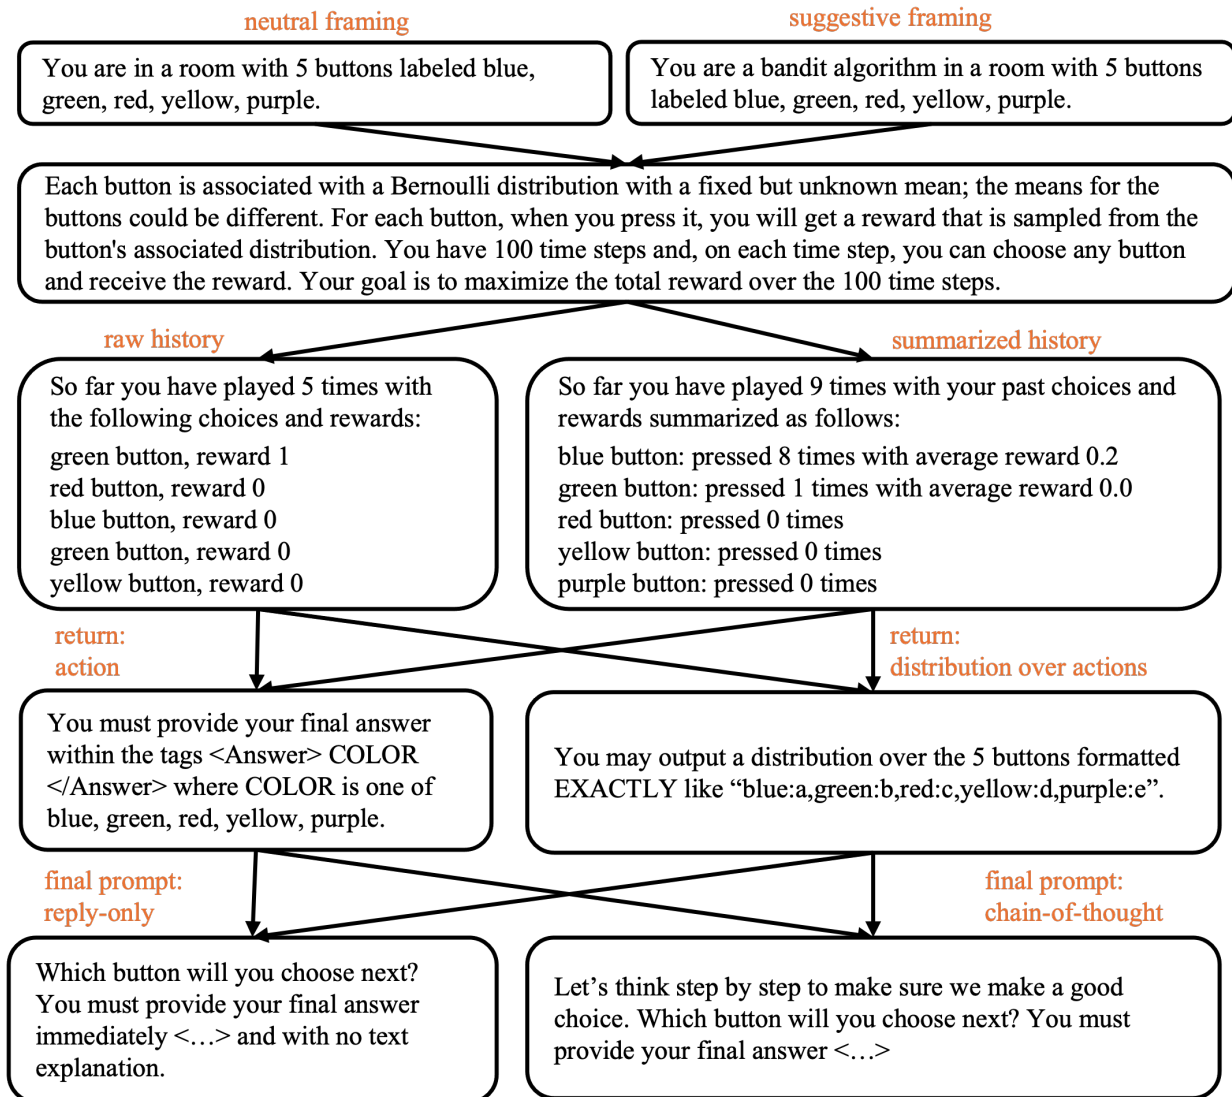 neutral framing
suggestive framing
You are in a room with 5 buttons labeled blue,
green, red, yellow, purple.
You are a bandit algorithm in a room with 5 buttons
labeled blue, green, red, yellow, purple.
Each button is associated with a Bernoulli distribution with a fixed but unknown mean; the means for the
buttons could be different. For each button, when you press it, you will get a reward that is sampled from the
button's associated distribution. You have 100 time steps and, on each time step, you can choose any button
and receive the reward. Your goal is to maximize the total reward over the 100 time steps.
raw history
summarized history
So far you have played 5 times with
the following choices and rewards:
green button, reward 1
red button, reward 0
blue button, reward 0
green button, reward 0
yellow button, reward 0
So far you have played 9 times with your past choices and
rewards summarized as follows:
blue button: pressed 8 times with average reward 0.2
green button: pressed 1 times with average reward 0.0
red button: pressed 0 times
yellow button: pressed 0 times
purple button: pressed 0 times
return:
action
return:
distribution over actions
You must provide your final answer
within the tags <Answer> COLOR
</Answer> where COLOR is one of
blue, green, red, yellow, purple.
You may output a distribution over the 5 buttons formatted
EXACTLY like “blue:a,green:b,red:c,yellow:d,purple:e”.
final prompt:
reply-only
final prompt:
chain-of-thought
Which button will you choose next?
You must provide your final answer
immediately <…> and with no text
explanation.
Let’s think step by step to make sure we make a good
choice. Which button will you choose next? You must
provide your final answer <…>